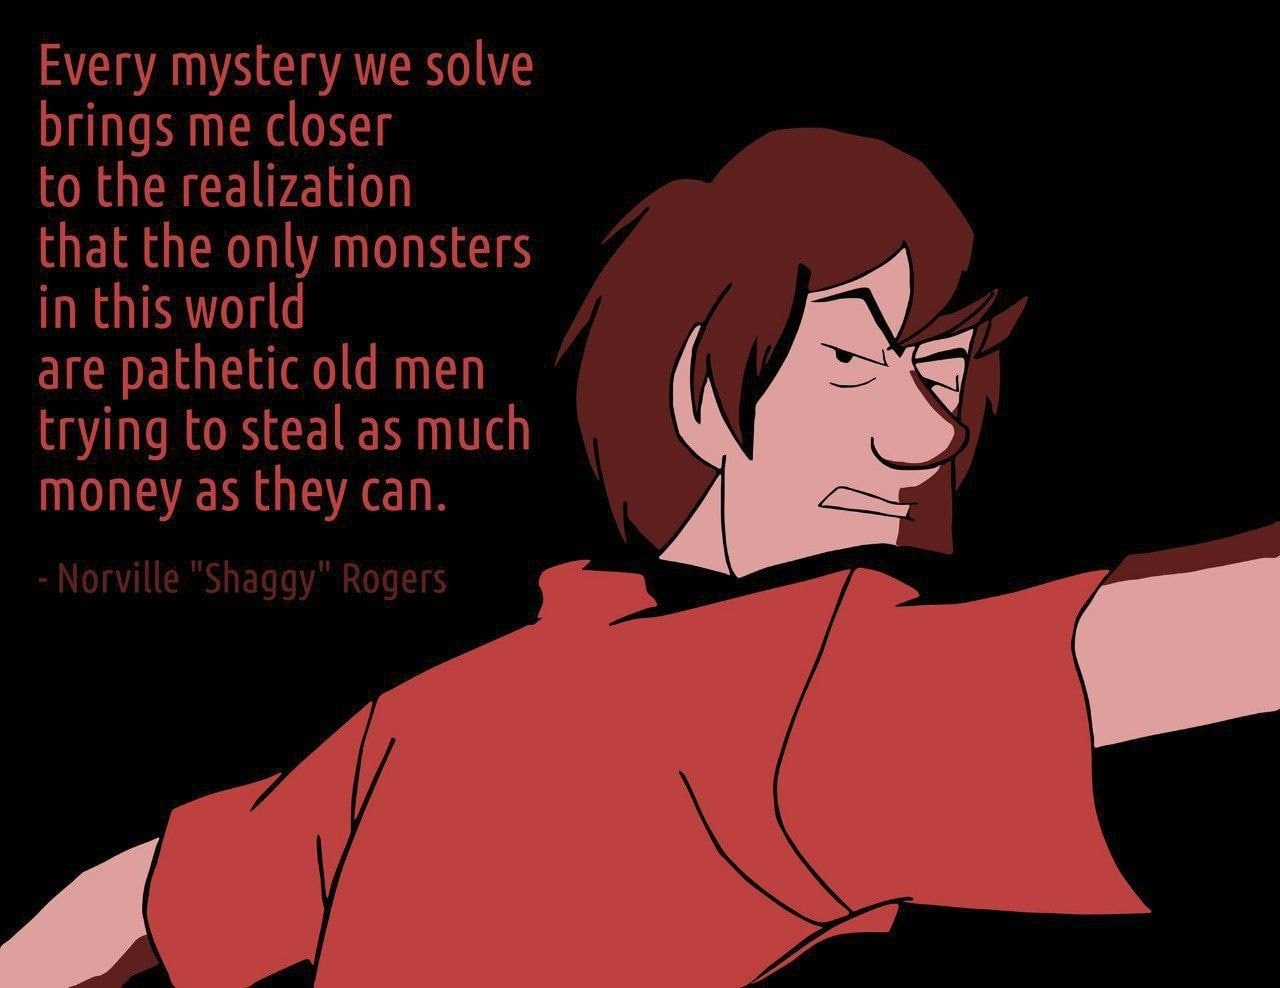 Every mystery we solve
brings me closer
to the realization
that the only monsters
in this world
are pathetic old men
trying to steal as much
money as they can.
- Norville "Shaggy" Rogers